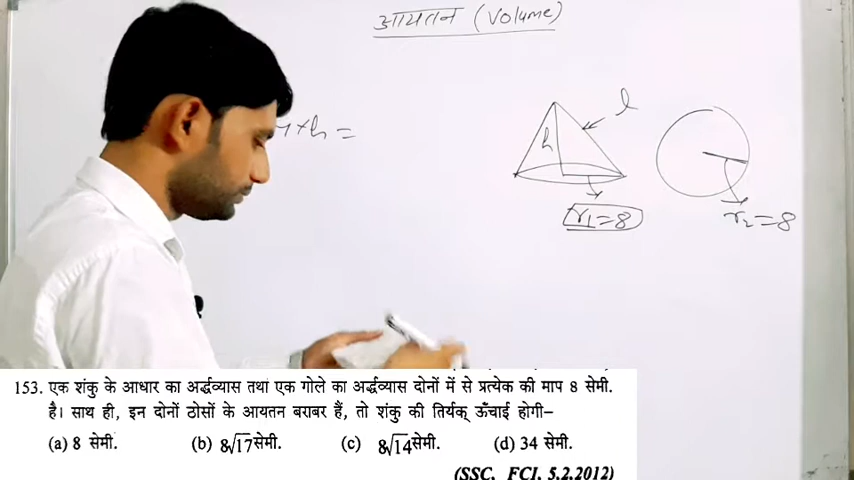 आयतन (Volume)
h
l
r₁=8
r₂=8
+h =
153. एक शंकु के आधार का अर्द्धव्यास तथा एक गोले का अर्द्धव्यास दोनों में से प्रत्येक की माप 8 सेमी.
है। साथ ही, इन दोनों ठोसों के आयतन बराबर हैं, तो शंकु की तिर्यक् ऊँचाई होगी–
(a) 8 सेमी. (b) 8√17सेमी. (c) 8√14सेमी. (d) 34 सेमी.
(SSC, FCI, 5.2.2012)